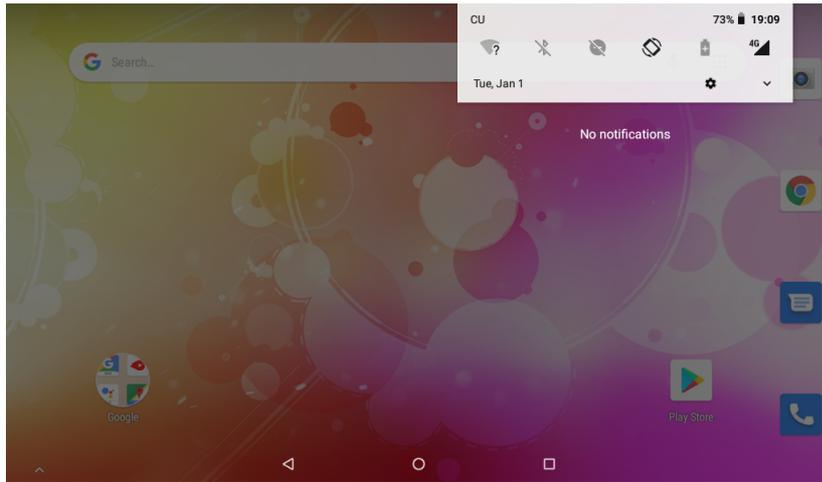 CU
73% 19:09
Search...
?
4G
Tue, Jan 1
No notifications
Google
Play Store